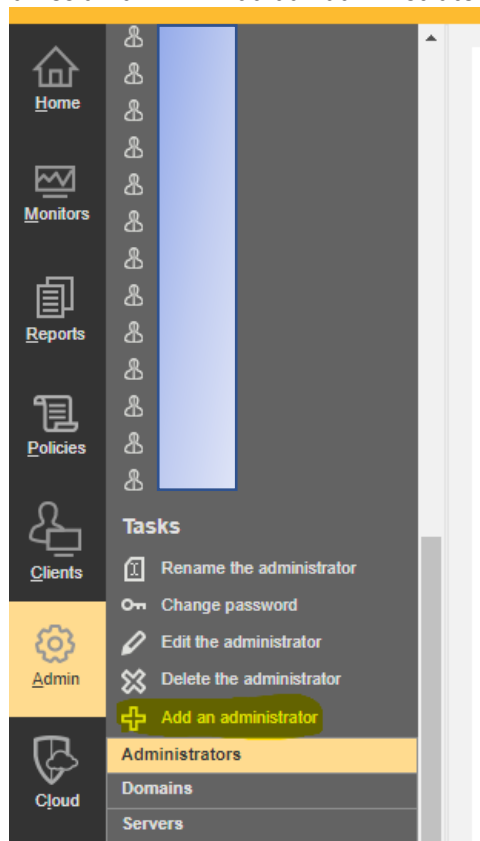 Home
Monitors
Reports
Policies
Clients
Admin
Cloud
Tasks
Rename the administrator
Change password
Edit the administrator
Delete the administrator
Add an administrator
Administrators
Domains
Servers